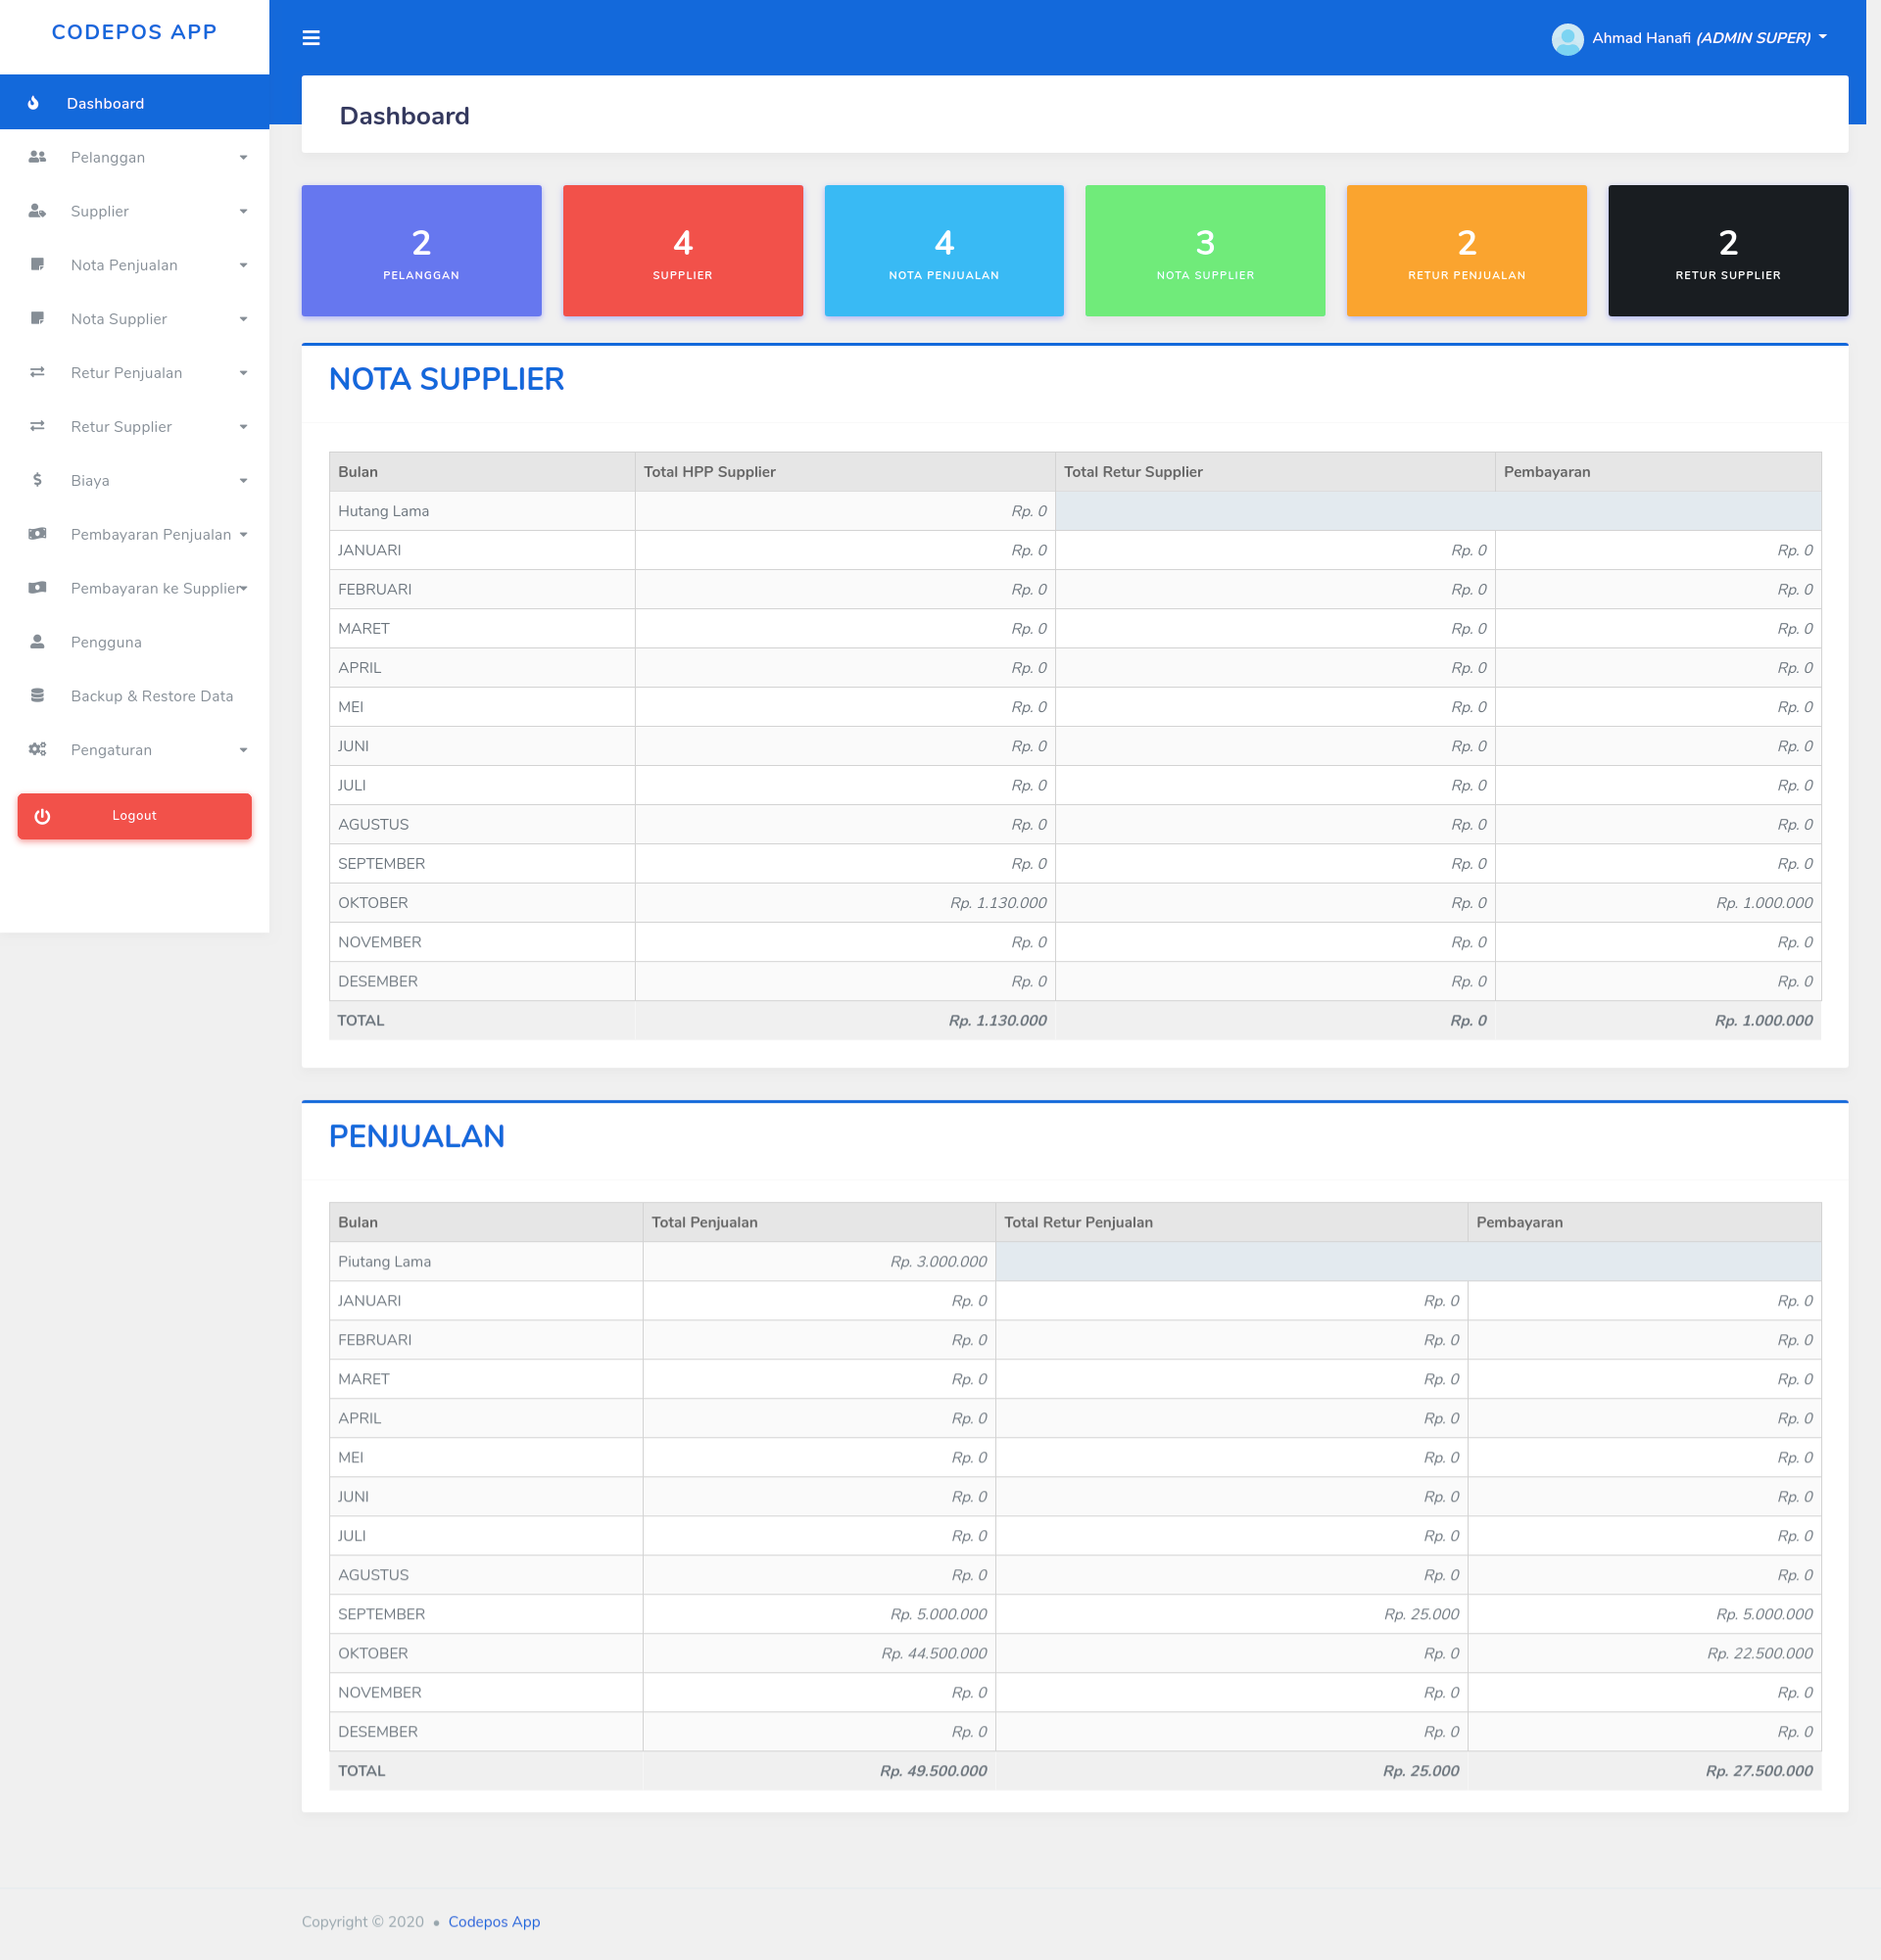 CODEPOS APP
Ahmad Hanafi (ADMIN SUPER)
Dashboard
Pelanggan
Supplier
Nota Penjualan
Nota Supplier
Retur Penjualan
Retur Supplier
Biaya
Pembayaran Penjualan
Pembayaran ke Supplier
Pengguna
Backup & Restore Data
Pengaturan
Logout
Dashboard
2 4 4 3 2 2
PELANGGAN SUPPLIER NOTA PENJUALAN NOTA SUPPLIER RETUR PENJUALAN RETUR SUPPLIER
NOTA SUPPLIER
Bulan Total HPP Supplier Total Retur Supplier Pembayaran
Hutang Lama Rp. 0
JANUARI Rp. 0 Rp. 0 Rp. 0
FEBRUARI Rp. 0 Rp. 0 Rp. 0
MARET Rp. 0 Rp. 0 Rp. 0
APRIL Rp. 0 Rp. 0 Rp. 0
MEI Rp. 0 Rp. 0 Rp. 0
JUNI Rp. 0 Rp. 0 Rp. 0
JULI Rp. 0 Rp. 0 Rp. 0
AGUSTUS Rp. 0 Rp. 0 Rp. 0
SEPTEMBER Rp. 0 Rp. 0 Rp. 0
OKTOBER Rp. 1.130.000 Rp. 0 Rp. 1.000.000
NOVEMBER Rp. 0 Rp. 0 Rp. 0
DESEMBER Rp. 0 Rp. 0 Rp. 0
TOTAL Rp. 1.130.000 Rp. 0 Rp. 1.000.000
PENJUALAN
Bulan Total Penjualan Total Retur Penjualan Pembayaran
Piutang Lama Rp. 3.000.000
JANUARI Rp. 0 Rp. 0 Rp. 0
FEBRUARI Rp. 0 Rp. 0 Rp. 0
MARET Rp. 0 Rp. 0 Rp. 0
APRIL Rp. 0 Rp. 0 Rp. 0
MEI Rp. 0 Rp. 0 Rp. 0
JUNI Rp. 0 Rp. 0 Rp. 0
JULI Rp. 0 Rp. 0 Rp. 0
AGUSTUS Rp. 0 Rp. 0 Rp. 0
SEPTEMBER Rp. 5.000.000 Rp. 25.000 Rp. 5.000.000
OKTOBER Rp. 44.500.000 Rp. 0 Rp. 22.500.000
NOVEMBER Rp. 0 Rp. 0 Rp. 0
DESEMBER Rp. 0 Rp. 0 Rp. 0
TOTAL Rp. 49.500.000 Rp. 25.000 Rp. 27.500.000
Copyright © 2020 • Codepos App